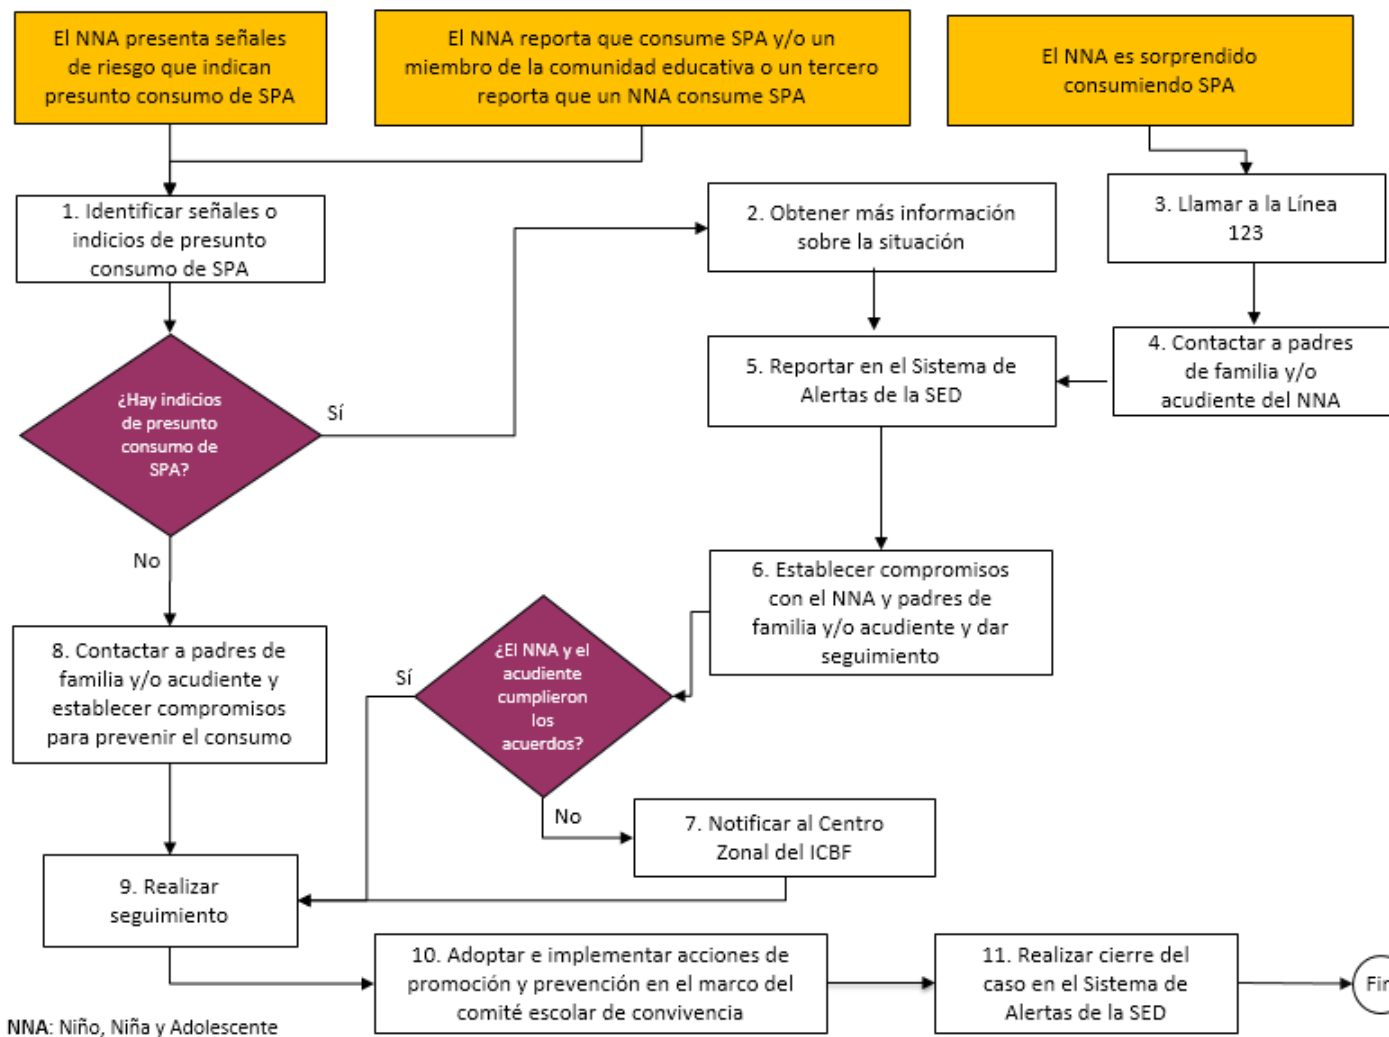 El NNA presenta señales
de riesgo que indican
presunto consumo de SPA
El NNA reporta que consume SPA y/o un
miembro de la comunidad educativa o un tercero
reporta que un NNA consume SPA
El NNA es sorprendido
consumiendo SPA
1. Identificar señales o
indicios de presunto
consumo de SPA
2. Obtener más información
sobre la situación
3. Llamar a la Línea
123
¿Hay indicios
de presunto
consumo de
SPA?
Sí
No
5. Reportar en el Sistema de
Alertas de la SED
4. Contactar a padres
de familia y/o
acudiente del NNA
6. Establecer compromisos
con el NNA y padres de
familia y/o acudiente y dar
seguimiento
8. Contactar a padres de
familia y/o acudiente y
establecer compromisos
para prevenir el consumo
Sí
¿El NNA y el
acudiente
cumplieron
los
acuerdos?
No
7. Notificar al Centro
Zonal del ICBF
9. Realizar
seguimiento
10. Adoptar e implementar acciones de
promoción y prevención en el marco del
comité escolar de convivencia
11. Realizar cierre del
caso en el Sistema de
Alertas de la SED
Fin
NNA: Niño, Niña y Adolescente